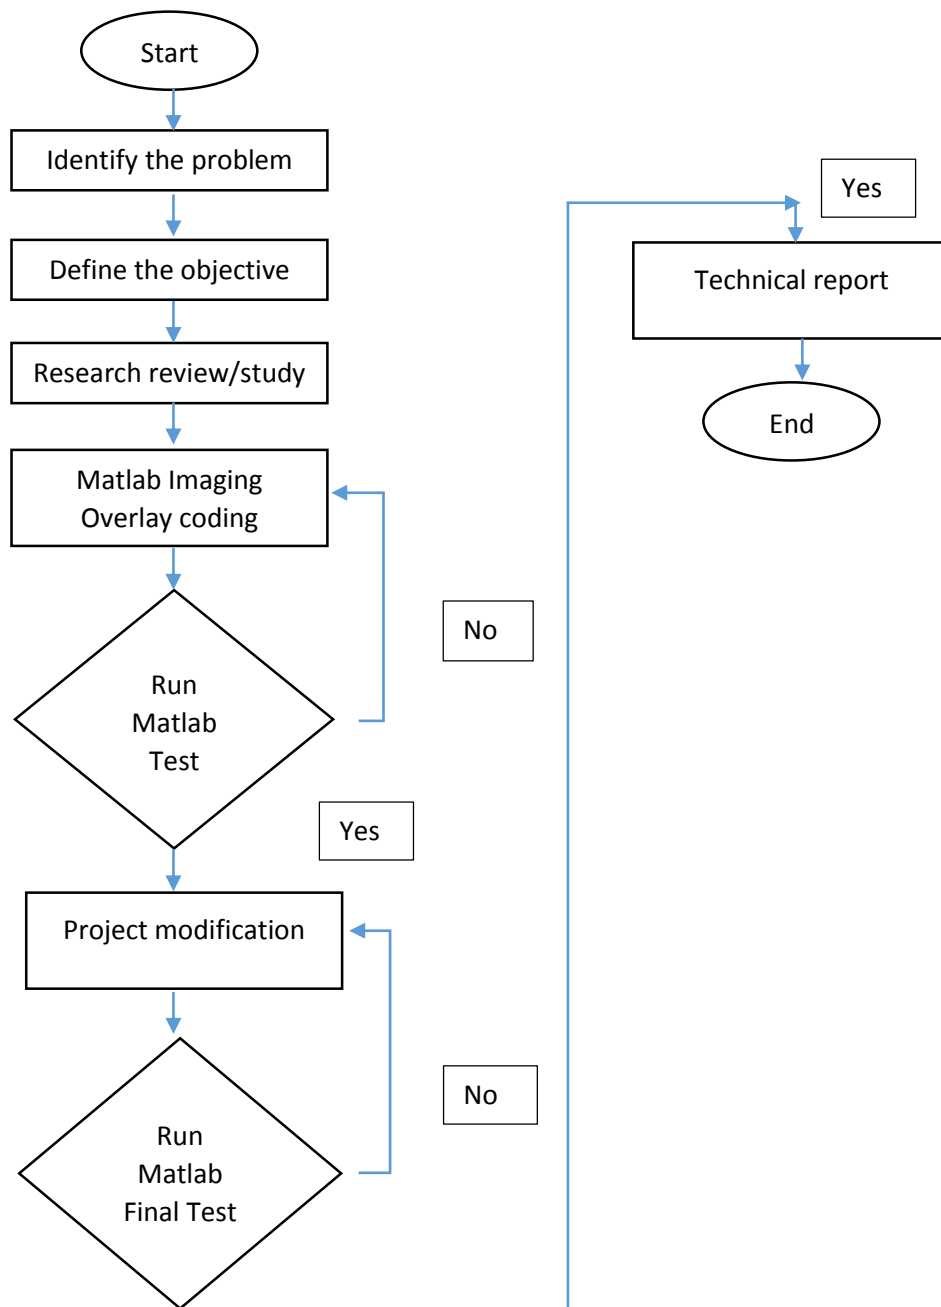 Start
Identify the problem
Define the objective
Research review/study
Matlab Imaging
Overlay coding
No
Run
Matlab
Test
Yes
Project modification
No
Run
Matlab
Final Test
Yes
Technical report
End